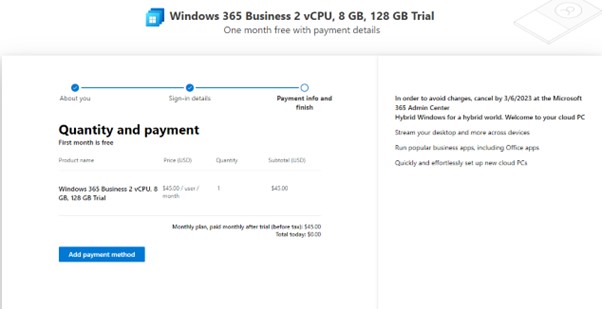 Windows 365 Business 2 vCPU, 8 GB, 128 GB Trial
One month free with payment details
About you
Sign-in details
Payment info and
finish
Quantity and payment
First month is free
Product name Price (USD) Quantity Subtotal (USD)
Windows 365 Business 2 vCPU, 8 $45.00 / user / 1 $45.00
GB, 128 GB Trial month
Monthly plan, paid monthly after trial (before tax): $45.00
Total today: $0.00
Add payment method
In order to avoid charges, cancel by 3/6/2023 at the Microsoft
365 Admin Center
Hybrid Windows for a hybrid world. Welcome to your cloud PC
Stream your desktop and more across devices
Run popular business apps, including Office apps
Quickly and effortlessly set up new cloud PCs